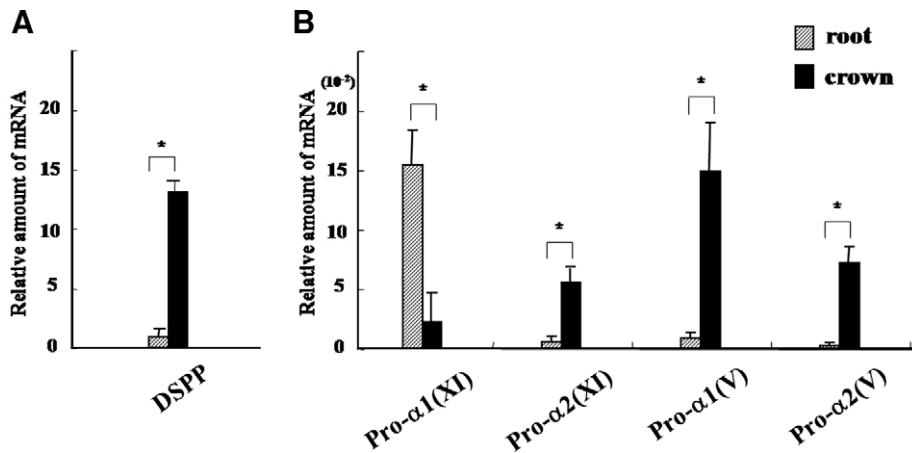 A
Relative amount of mRNA
20
15
10
5
0
*
DSPP
B
Relative amount of mRNA
(10⁻²)
20
15
10
5
0
*
*
*
*
Pro-α1(XI)
Pro-α2(XI)
Pro-α1(V)
Pro-α2(V)
root
crown